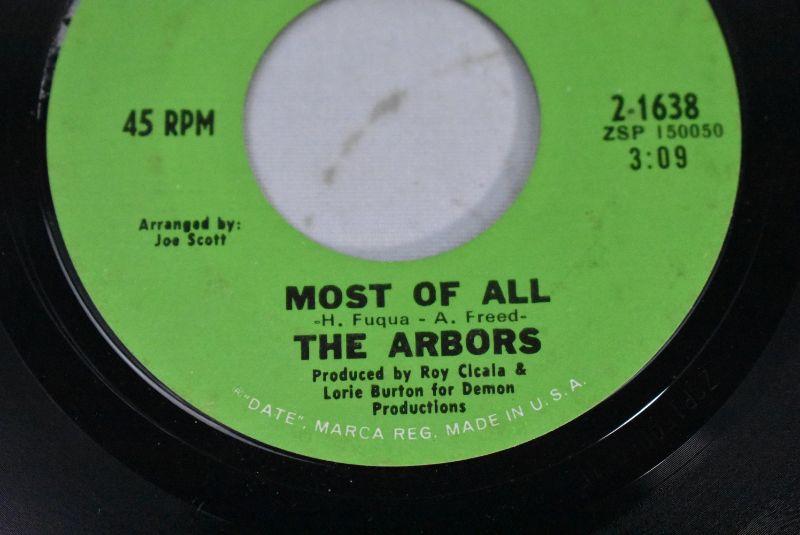 45 RPM
2-1638
ZSP 150050
3:09
Arranged by:
Joe Scott
MOST OF ALL
-H. Fuqua - A. Freed-
THE ARBORS
Produced by Roy Cicala &
Lorie Burton for Demon
Productions
"DATE", MARCA REG. MADE IN U.S.A.